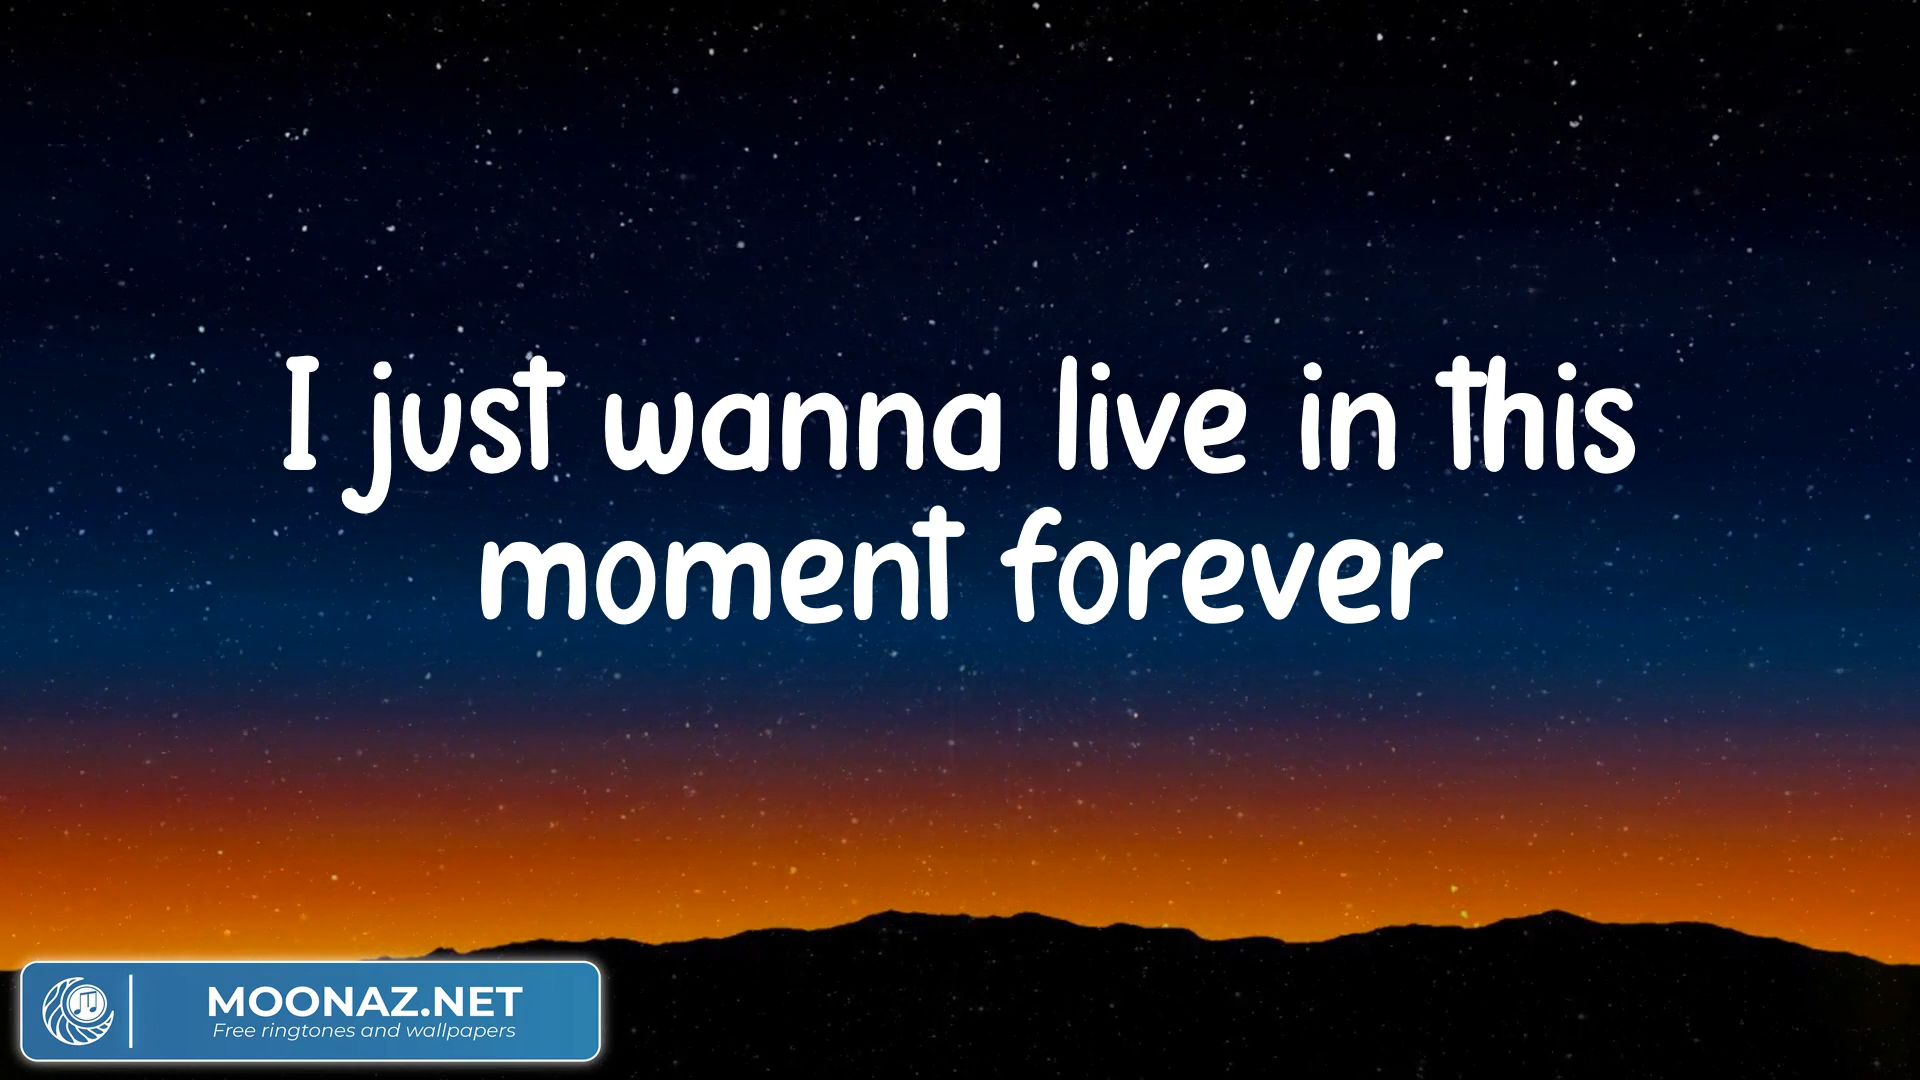 I just wanna live in this
moment forever
MOONAZ.NET
Free ringtones and wallpapers